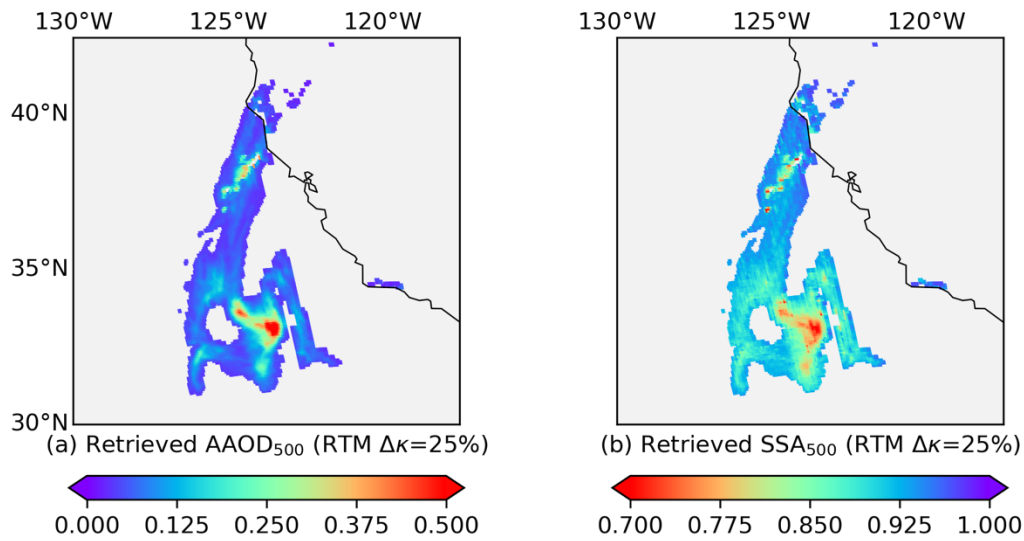 130°W 125°W 120°W 130°W 125°W 120°W
40°N
35°N
30°N
(a) Retrieved AAOD₅₀₀ (RTM Δκ=25%) (b) Retrieved SSA₅₀₀ (RTM Δκ=25%)
0.000 0.125 0.250 0.375 0.500 0.700 0.775 0.850 0.925 1.000